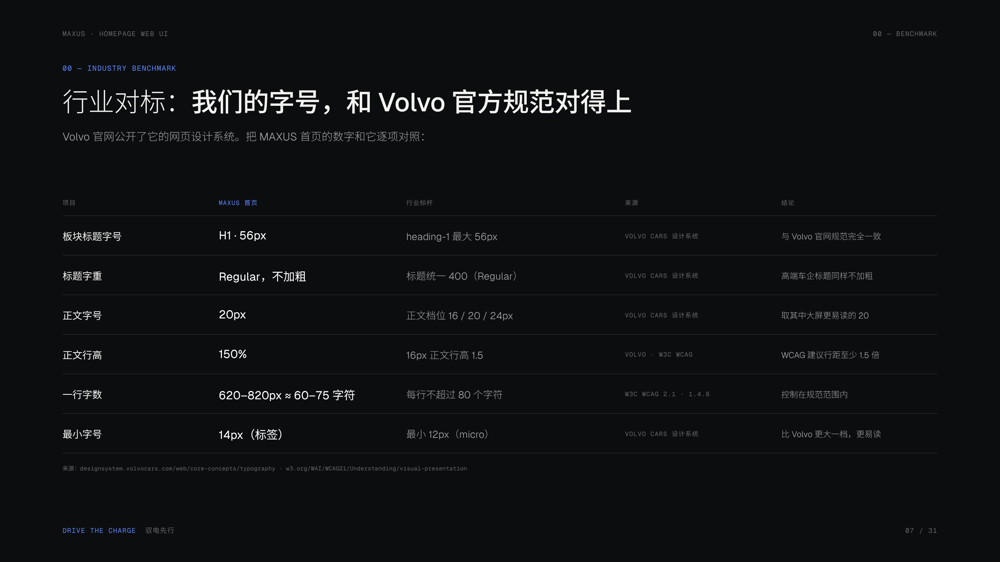 MAXUS · HOMEPAGE WEB UI
00 — BENCHMARK
00 — INDUSTRY BENCHMARK
行业对标：我们的字号，和 Volvo 官方规范对得上
Volvo 官网公开了它的网页设计系统。把 MAXUS 首页的数字和它逐项对照：
项目 MAXUS 首页 行业标杆 来源 结论
板块标题字号 H1 · 56px heading-1 最大 56px VOLVO CARS 设计系统 与 Volvo 官网规范完全一致
标题字重 Regular，不加粗 标题统一 400（Regular） VOLVO CARS 设计系统 高端车企标题同样不加粗
正文字号 20px 正文档位 16 / 20 / 24px VOLVO CARS 设计系统 取其中大屏更易读的 20
正文行高 150% 16px 正文行高 1.5 VOLVO · W3C WCAG WCAG 建议行距至少 1.5 倍
一行字数 620–820px ≈ 60–75 字符 每行不超过 80 个字符 W3C WCAG 2.1 · 1.4.8 控制在规范范围内
最小字号 14px（标签） 最小 12px（micro） VOLVO CARS 设计系统 比 Volvo 更大一档，更易读
来源：designsystem.volvocars.com/web/core-concepts/typography · w3.org/WAI/WCAG21/Understanding/visual-presentation
DRIVE THE CHARGE 驭电先行
07 / 31